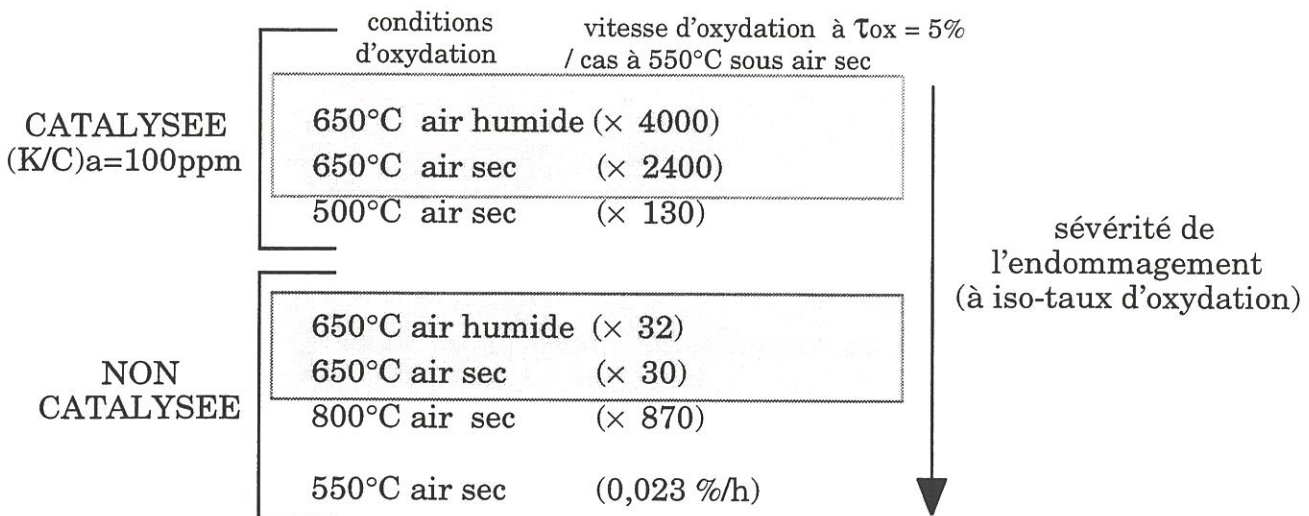 conditions
d'oxydation
vitesse d'oxydation à τox = 5%
/ cas à 550°C sous air sec
CATALYSEE
(K/C)a=100ppm
650°C air humide (× 4000)
650°C air sec (× 2400)
500°C air sec (× 130)
NON
CATALYSEE
650°C air humide (× 32)
650°C air sec (× 30)
800°C air sec (× 870)
550°C air sec (0,023 %/h)
sévérité de
l'endommagement
(à iso-taux d'oxydation)